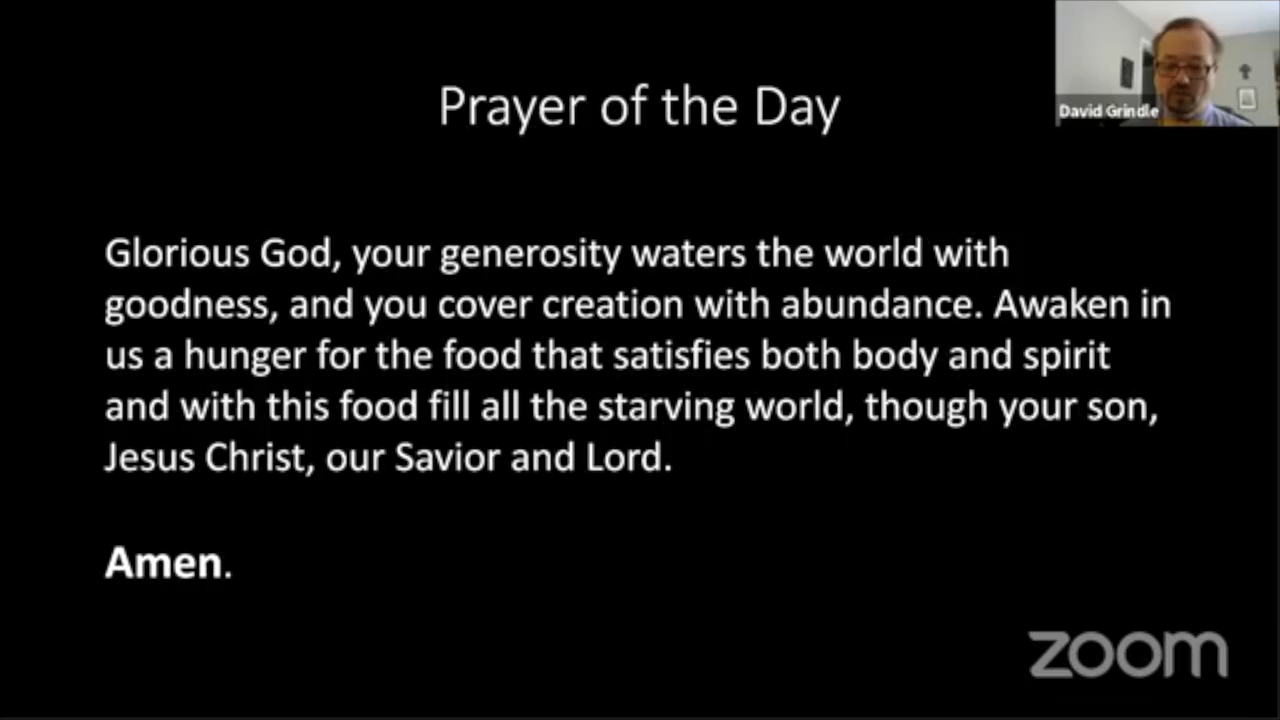 Prayer of the Day
David Grindle
Glorious God, your generosity waters the world with
goodness, and you cover creation with abundance. Awaken in
us a hunger for the food that satisfies both body and spirit
and with this food fill all the starving world, though your son,
Jesus Christ, our Savior and Lord.
Amen.
zoom